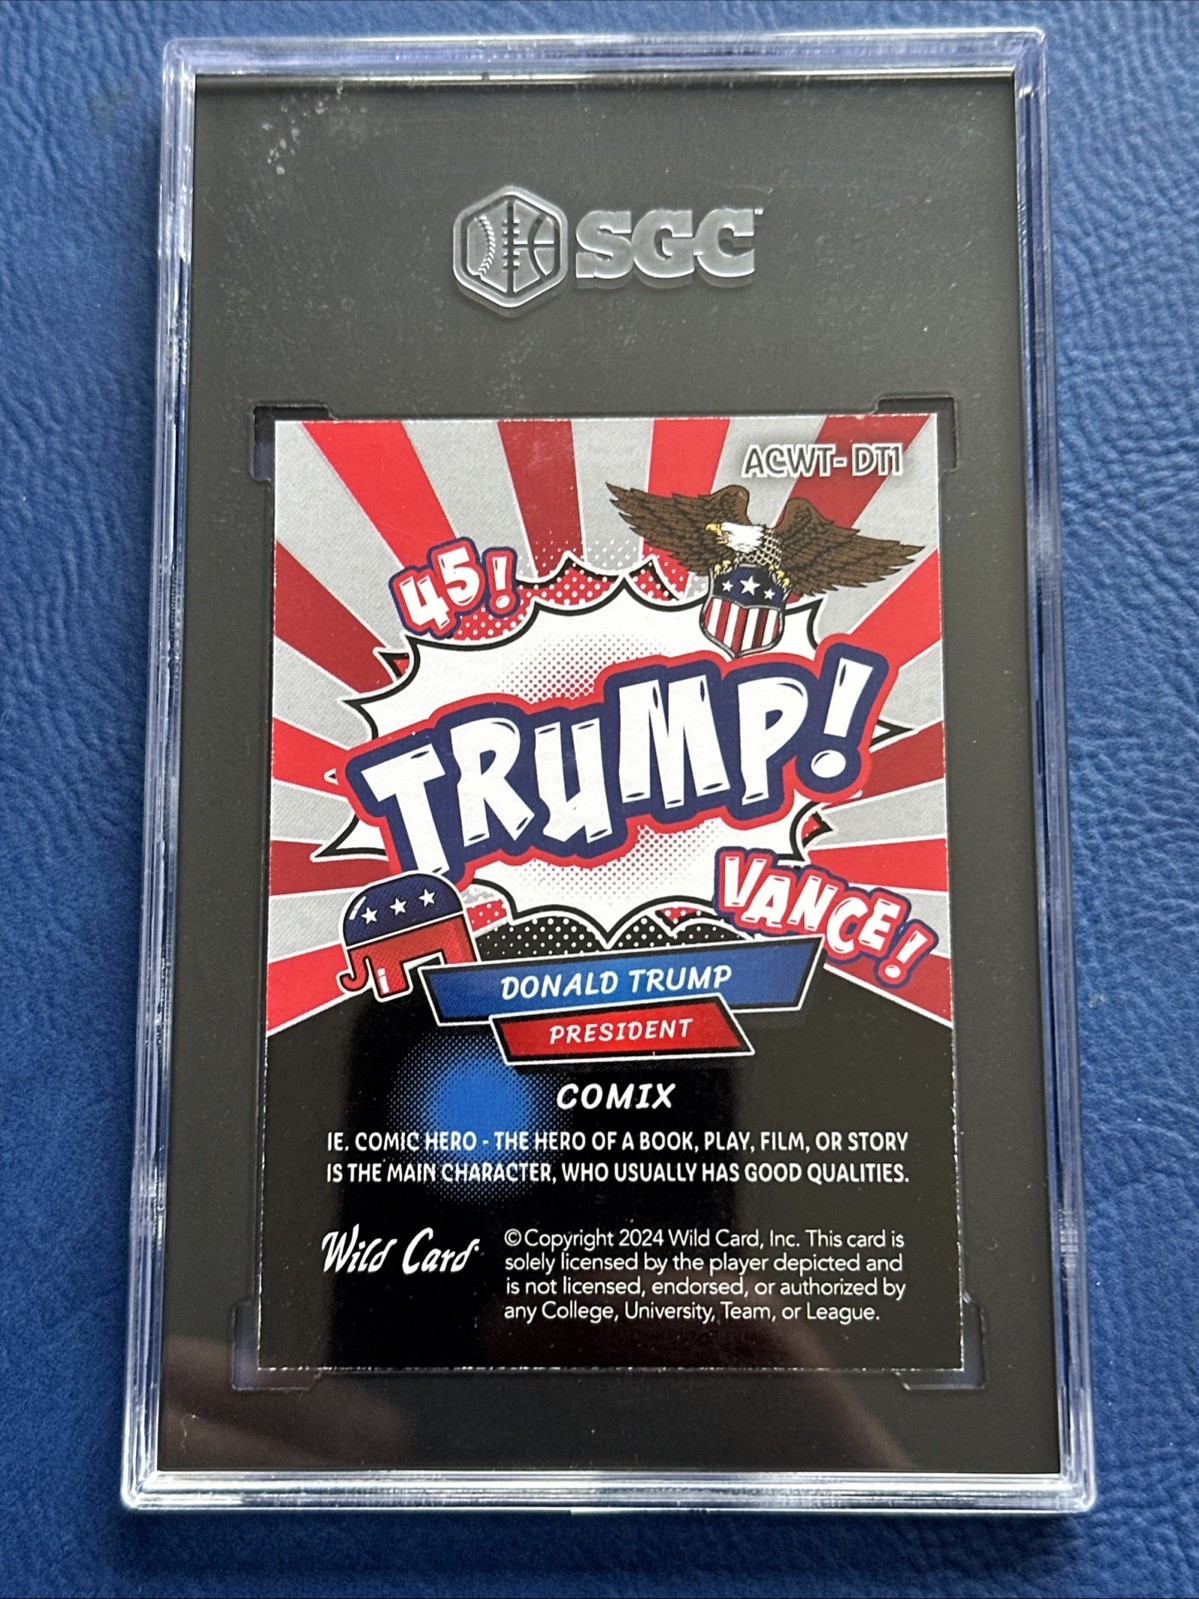 SGC™
ACWT- DT1
45!
TRUMP!
VANCE!
DONALD TRUMP
PRESIDENT
COMIX
IE. COMIC HERO - THE HERO OF A BOOK, PLAY, FILM, OR STORY
IS THE MAIN CHARACTER, WHO USUALLY HAS GOOD QUALITIES.
Wild Card
© Copyright 2024 Wild Card, Inc. This card is
solely licensed by the player depicted and
is not licensed, endorsed, or authorized by
any College, University, Team, or League.